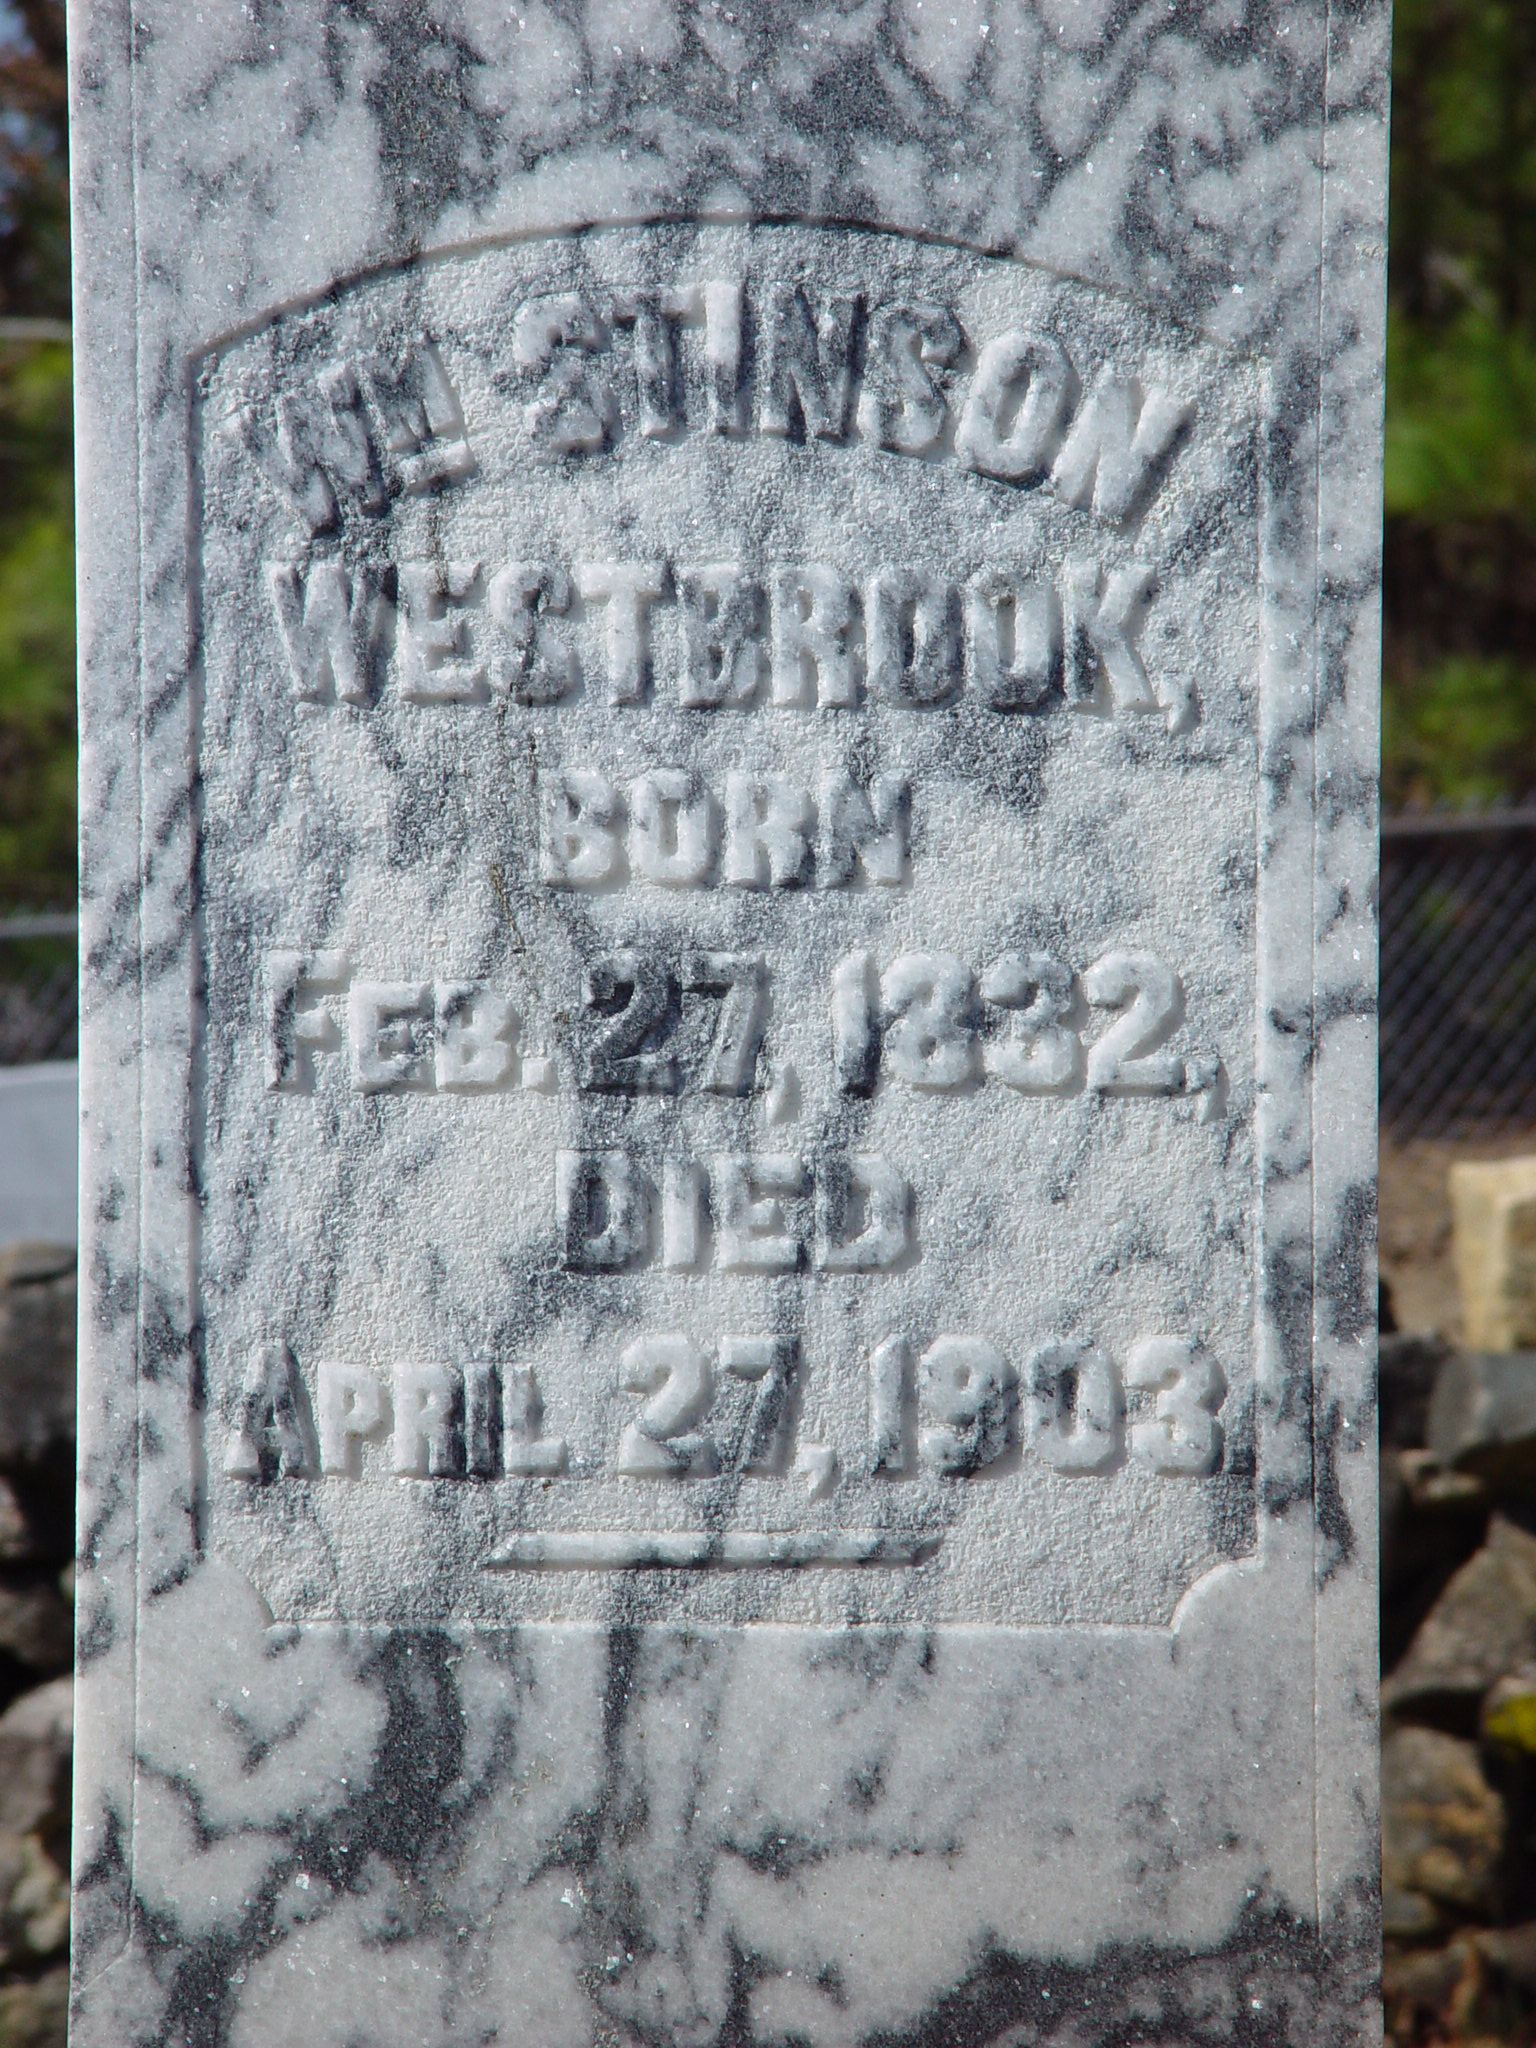 Wm STINSON
WESTBROOK,
BORN
FEB. 27, 1832,
DIED
APRIL 27, 1903.